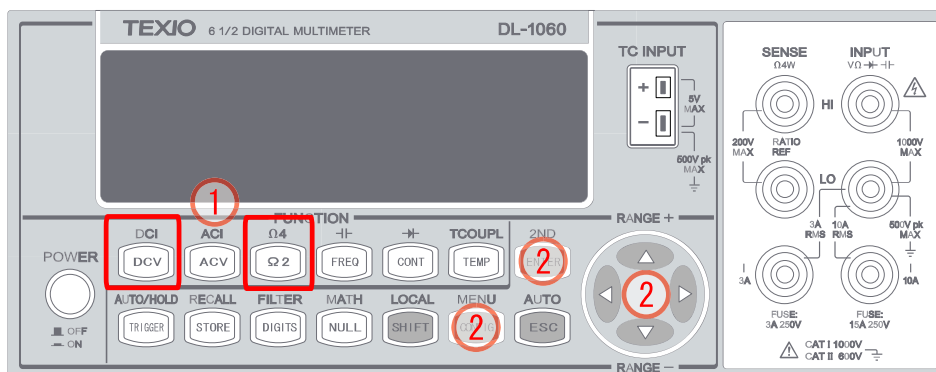 TEXIO 6 1/2 DIGITAL MULTIMETER DL-1060
TC INPUT
+
−
5V
MAX
500V pk
MAX
SENSE
Ω4W
INPUT
VΩ
HI
200V
MAX
RATIO
REF
1000V
MAX
LO
3A
RMS
10A
RMS
500V pk
MAX
3A
10A
FUSE:
3A 250V
FUSE:
15A 250V
CAT I 1000V
CAT II 600V
1
FUNCTION
DCI ACI Ω4 TCOUPL 2ND
POWER
DCV ACV Ω2 FREQ CONT TEMP ENTER
2
AUTO/HOLD RECALL FILTER MATH LOCAL MENU AUTO
TRIGGER STORE DIGITS NULL SHIFT CONFIG ESC
2
OFF
ON
RANGE +
2
RANGE −